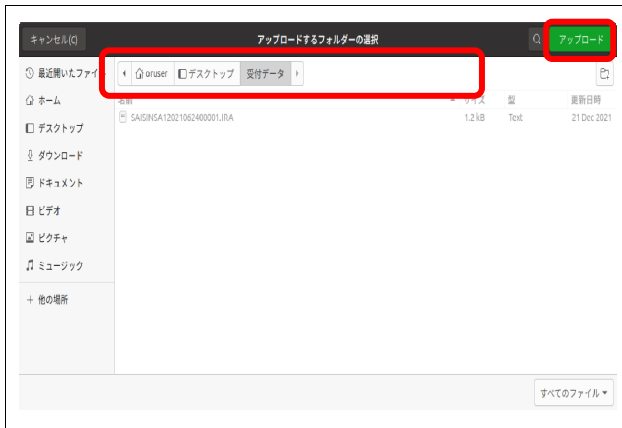 キャンセル(C) アップロードするフォルダーの選択 アップロード
最近開いたファイ oruser デスクトップ 受付データ
名前 サイズ 型 更新日時
ホーム SAISINSA12021062400001.IRA 1.2 kB Text 21 Dec 2021
デスクトップ
ダウンロード
ドキュメント
ビデオ
ピクチャ
ミュージック
+ 他の場所
すべてのファイル